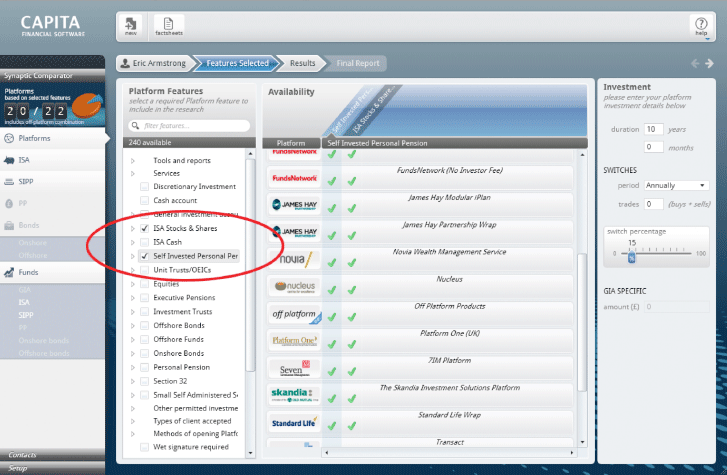 CAPITA
FINANCIAL SOFTWARE
new
factsheets
help
Synaptic Comparator
Eric Armstrong
Features Selected
Results
Final Report
Platforms
based on selected features
20 / 22
includes off-platform combination
Platforms
ISA
SIPP
PP
Bonds
Onshore
Offshore
Funds
GIA
ISA
SIPP
PP
Onshore bonds
Offshore bonds
Contacts
Setup
Platform Features
select a required Platform feature to
include in the research
filter features...
240 available
Tools and reports
Services
Discretionary Investment
Cash account
General investment accou
ISA Stocks & Shares
ISA Cash
Self Invested Personal Per
Unit Trusts/OEICs
Equities
Executive Pensions
Investment Trusts
Offshore Bonds
Offshore Funds
Onshore Bonds
Personal Pension
Section 32
Small Self Administered Sc
Other permitted investme
Types of client accepted
Methods of opening Platfo
Wet signature required
Availability
Self Invested Pers...
ISA Stocks & Share...
Platform
Self Invested Personal Pension
FUNDSNETWORK
FUNDSNETWORK
FundsNetwork (No Investor Fee)
JAMES HAY
James Hay Modular iPlan
JAMES HAY
James Hay Partnership Wrap
novia
Novia Wealth Management Service
nucleus
Nucleus
off platform
Off Platform Products
Platform One
Platform One (UK)
Seven
7IM Platform
skandia
The Skandia Investment Solutions Platform
Standard Life
Standard Life Wrap
Transact
Investment
please enter your platform
investment details below
duration 10 years
0 months
SWITCHES
period Annually
trades 0 (buys + sells)
switch percentage
15
0 100
%
GIA SPECIFIC
amount (£) 0